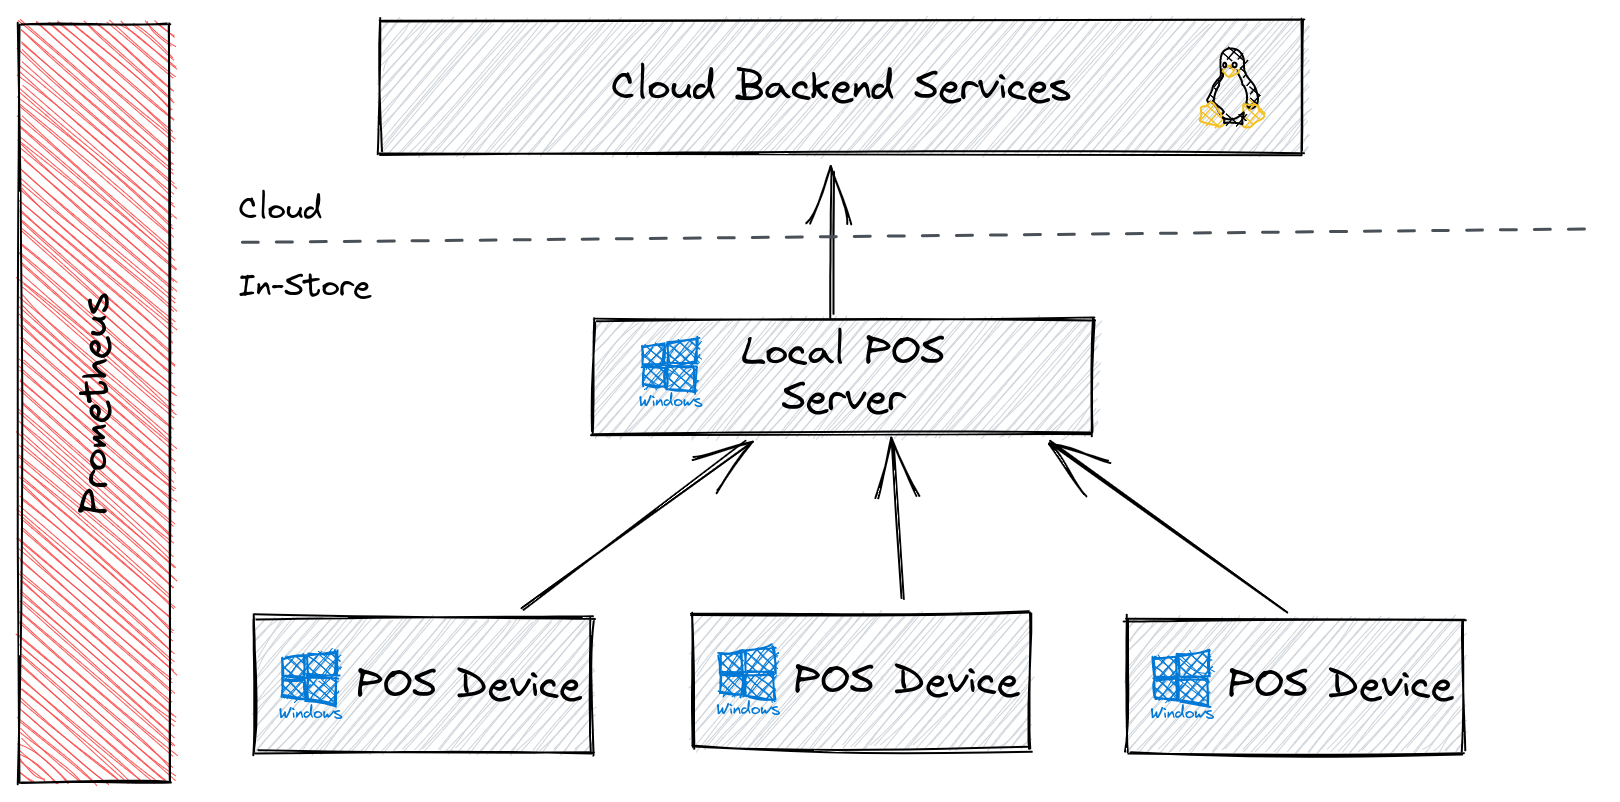 Prometheus
Cloud Backend Services
Cloud
In-Store
Windows
Local POS
Server
Windows
POS Device
Windows
POS Device
Windows
POS Device